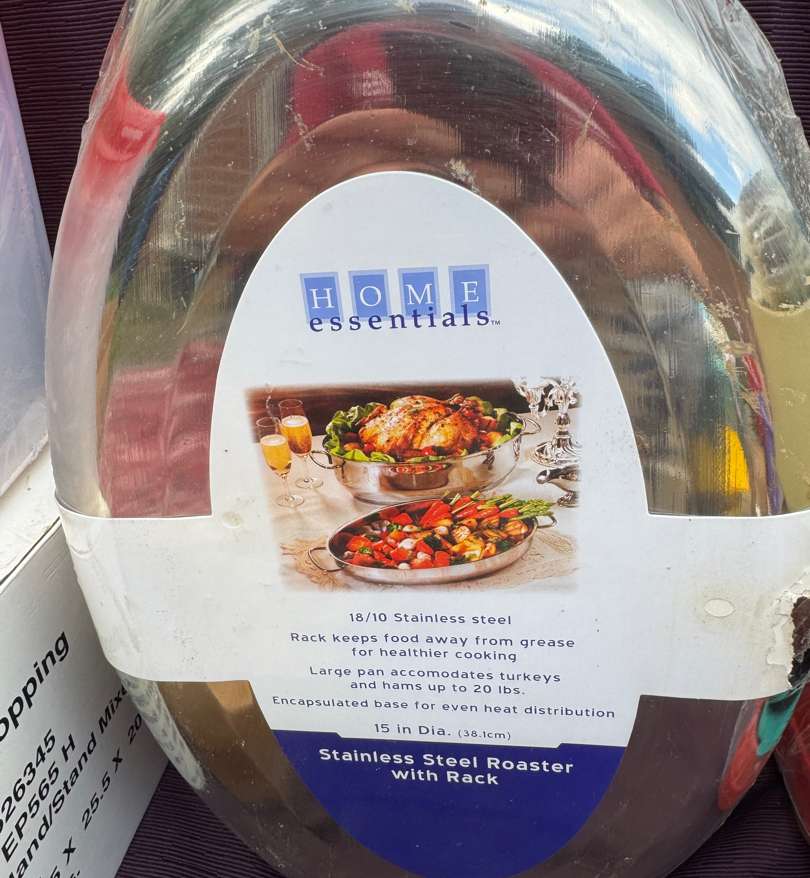 HOME
essentials™
18/10 Stainless steel
Rack keeps food away from grease
for healthier cooking
Large pan accomodates turkeys
and hams up to 20 lbs.
Encapsulated base for even heat distribution
15 in Dia. (38.1cm)
Stainless Steel Roaster
with Rack
26345
EP565 H
X 25.5 X